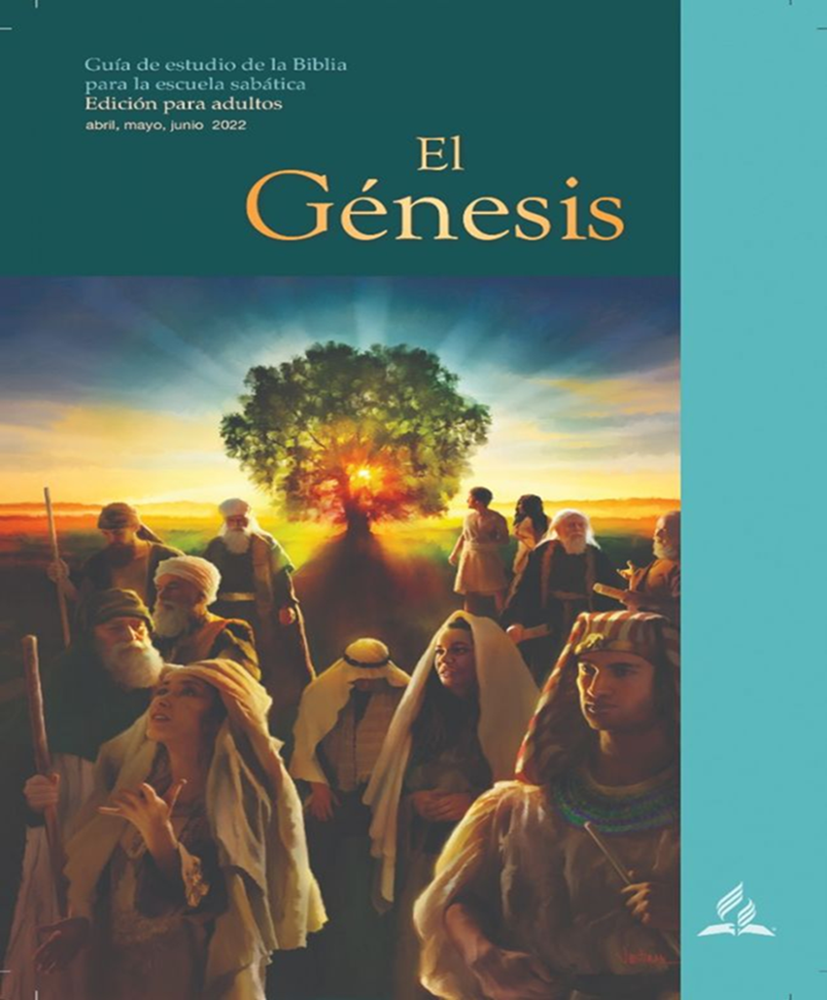 Guía de estudio de la Biblia
para la escuela sabática
Edición para adultos
abril, mayo, junio 2022
El
Génesis